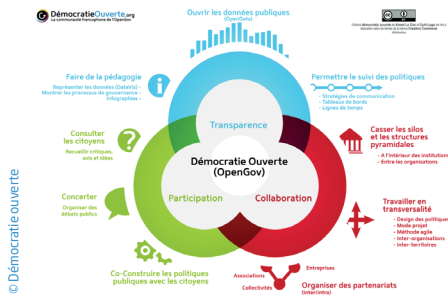 DémocratieOuverte.org
La communauté francophone de l'OpenGov
Ouvrir les données publiques
(OpenData)
Faire de la pédagogie
Représenter les données (DataViz) -
Montrer les processus de gouvernance -
Infographies -
Permettre le suivi des politiques
- Stratégies de communication
- Tableaux de bords
- Lignes de temps
Transparence
Consulter
les citoyens
Recueillir critiques,
avis et idées
Casser les silos
et les structures
pyramidales
- A l'intérieur des institutions
- Entre les organisations
Démocratie Ouverte
(OpenGov)
Participation
Collaboration
Concerter
Organiser des
débats publics
Travailler en
transversalité
- Design des politiques
- Mode projet
- Méthode agile
- Inter-organisations
- inter-territoires
Co-Construire les politiques
publiques avec les citoyens
Associations
Entreprises
Collectivités
Organiser des partenariats
(inter/intra)
© Démocratie ouverte